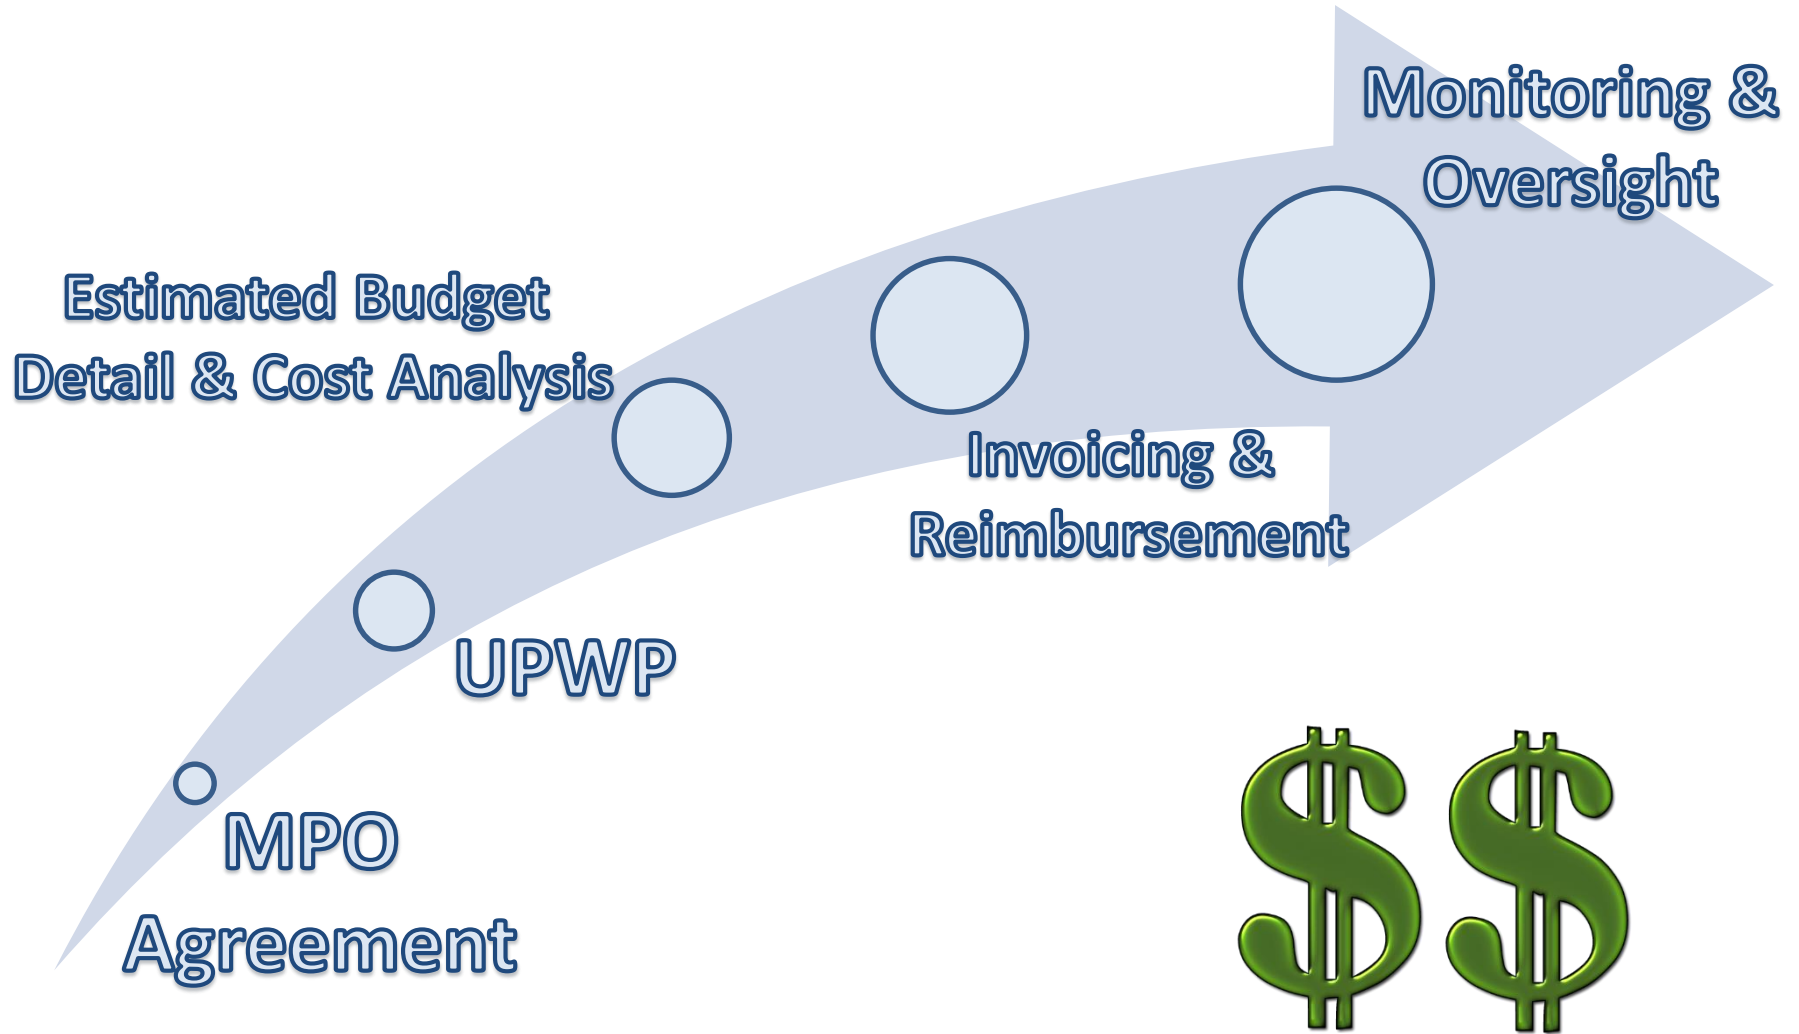 Monitoring &
Oversight
Estimated Budget
Detail & Cost Analysis
Invoicing &
Reimbursement
UPWP
MPO
Agreement
$$